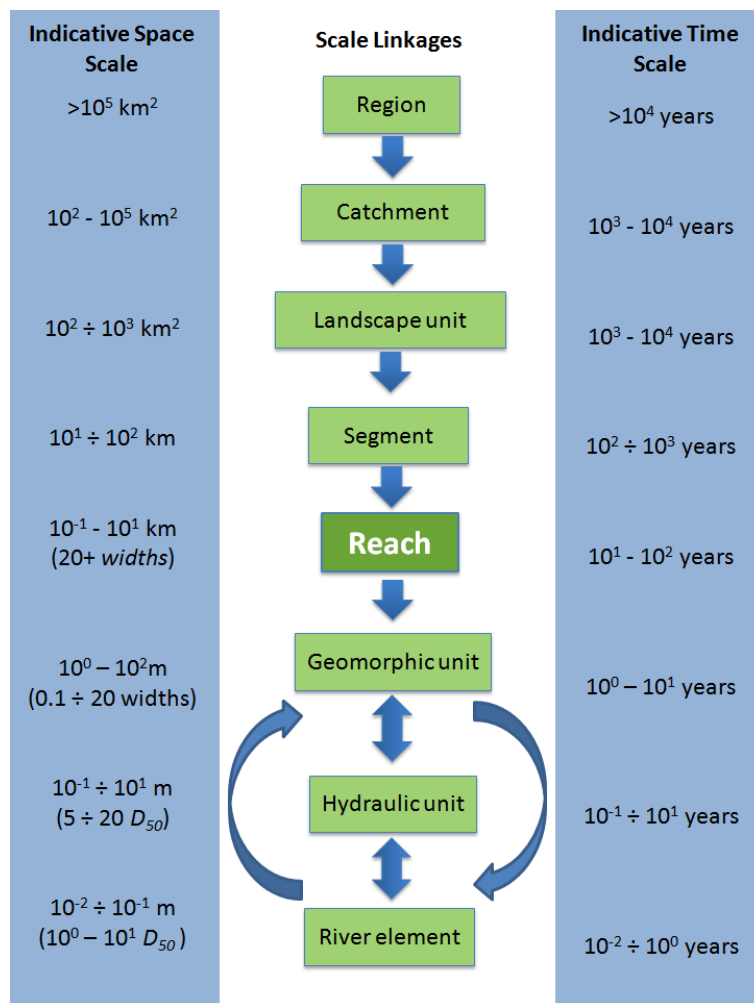 Indicative Space
Scale
Scale Linkages
Indicative Time
Scale
>10⁵ km²
Region
>10⁴ years
10² - 10⁵ km²
Catchment
10³ - 10⁴ years
10² ÷ 10³ km²
Landscape unit
10³ - 10⁴ years
10¹ ÷ 10² km
Segment
10² ÷ 10³ years
10⁻¹ - 10¹ km
(20+ widths)
Reach
10¹ - 10² years
10⁰ – 10²m
(0.1 ÷ 20 widths)
Geomorphic unit
10⁰ – 10¹ years
10⁻¹ ÷ 10¹ m
(5 ÷ 20 D₅₀)
Hydraulic unit
10⁻¹ ÷ 10¹ years
10⁻² ÷ 10⁻¹ m
(10⁰ – 10¹ D₅₀ )
River element
10⁻² ÷ 10⁰ years